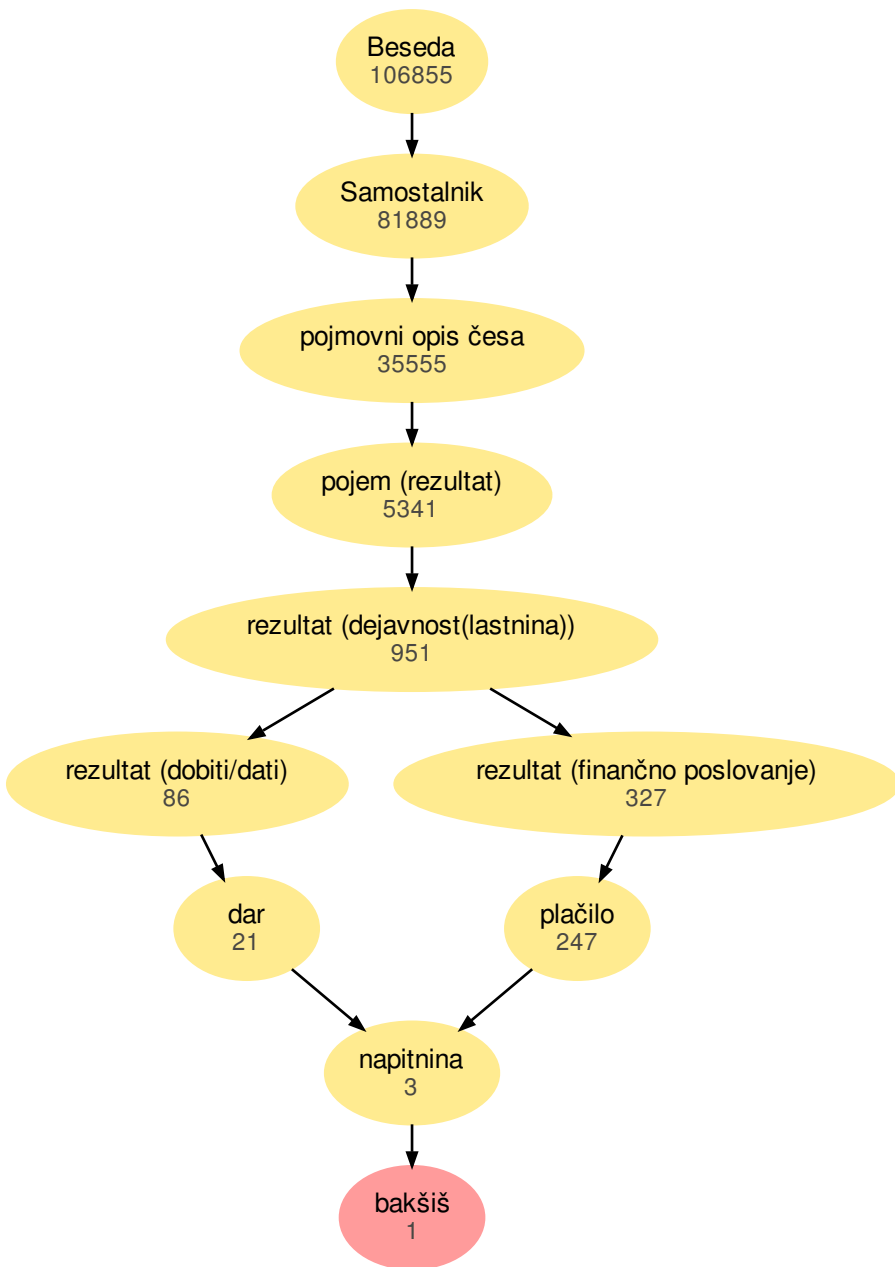 Beseda
106855
Samostalnik
81889
pojmovni opis česa
35555
pojem (rezultat)
5341
rezultat (dejavnost(lastnina))
951
rezultat (dobiti/dati)
86
rezultat (finančno poslovanje)
327
dar
21
plačilo
247
napitnina
3
bakšiš
1